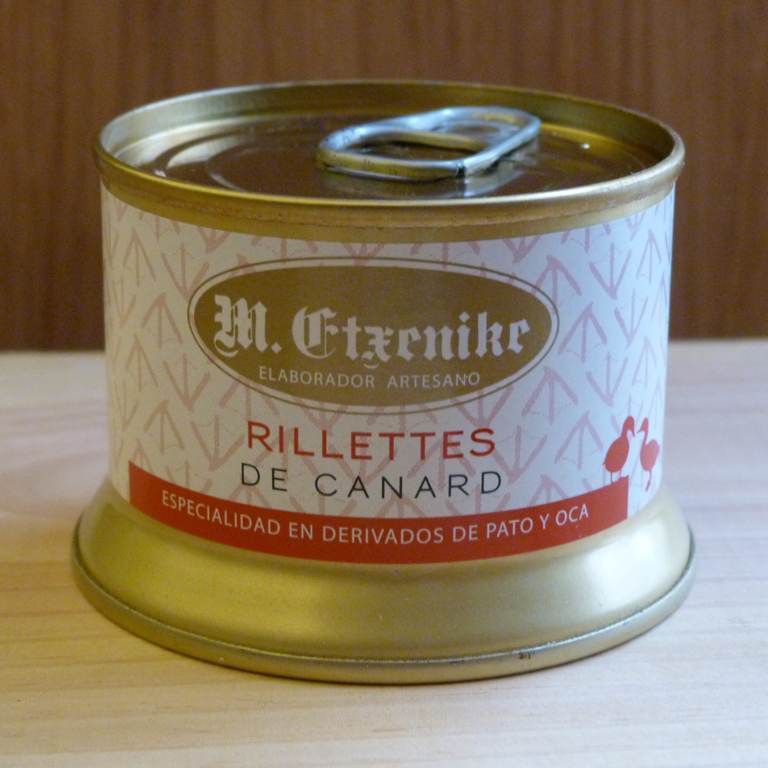 M. Etxenike
ELABORADOR ARTESANO
RILLETTES
DE CANARD
ESPECIALIDAD EN DERIVADOS DE PATO Y OCA